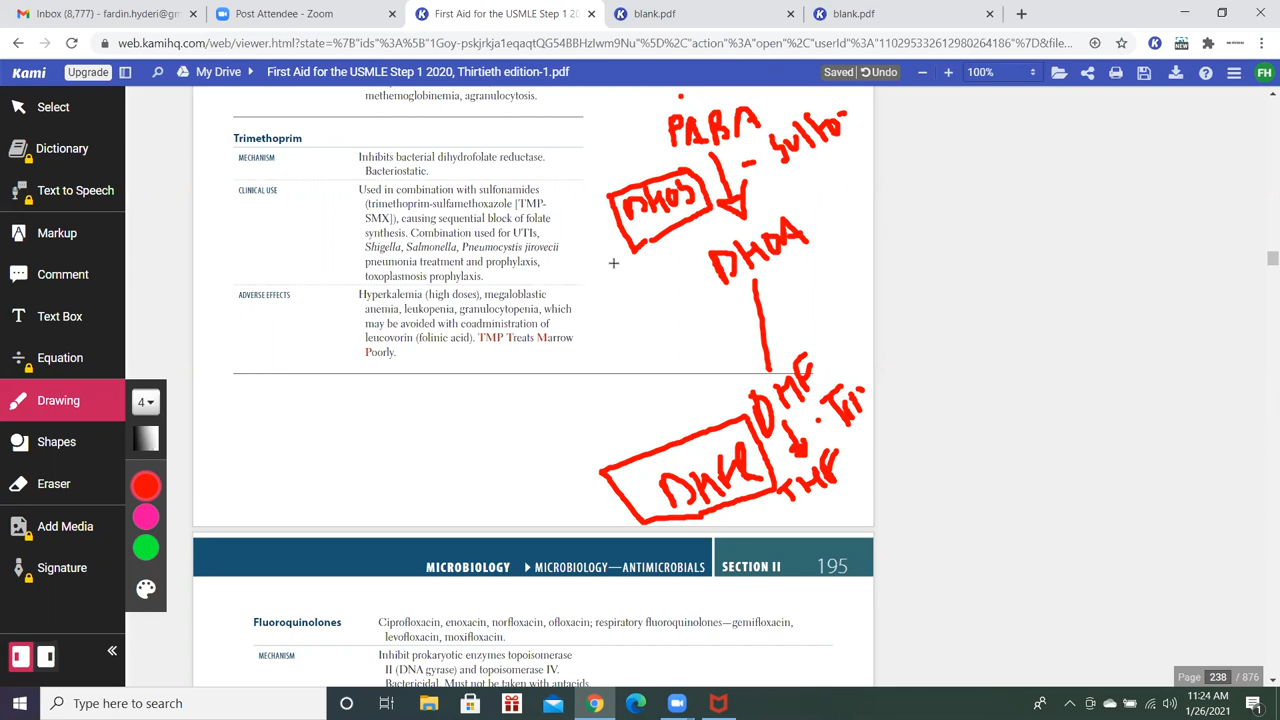 Inbox (8,777) - fardin.hyderi@gm
Post Attendee - Zoom
First Aid for the USMLE Step 1 20
blank.pdf
blank.pdf
web.kamihq.com/web/viewer.html?state=%7B"ids"%3A%5B"1Goy-pskjrkja1eqaqtQG54BBHzlwm9Nu"%5D%2C"action"%3A"open"%2C"userId"%3A"110295332612980264186"%7D&file...
Kami
Upgrade
My Drive
First Aid for the USMLE Step 1 2020, Thirtieth edition-1.pdf
Saved
Undo
100%
FH
Select
Dictionary
Text to Speech
Markup
Comment
Text Box
Equation
Drawing
4
Shapes
Eraser
Add Media
Signature
methemoglobinemia, agranulocytosis.
Trimethoprim
MECHANISM
Inhibits bacterial dihydrofolate reductase.
Bacteriostatic.
CLINICAL USE
Used in combination with sulfonamides
(trimethoprim-sulfamethoxazole [TMP-
SMX]), causing sequential block of folate
synthesis. Combination used for UTIs,
Shigella, Salmonella, Pneumocystis jirovecii
pneumonia treatment and prophylaxis,
toxoplasmosis prophylaxis.
ADVERSE EFFECTS
Hyperkalemia (high doses), megaloblastic
anemia, leukopenia, granulocytopenia, which
may be avoided with coadministration of
leucovorin (folinic acid). TMP Treats Marrow
Poorly.
PABA
DHOA
DHF
THF
DHFR
MICROBIOLOGY
MICROBIOLOGY—ANTIMICROBIALS
SECTION II
195
Fluoroquinolones
Ciprofloxacin, enoxacin, norfloxacin, ofloxacin; respiratory fluoroquinolones—gemifloxacin,
levofloxacin, moxifloxacin.
MECHANISM
Inhibit prokaryotic enzymes topoisomerase
II (DNA gyrase) and topoisomerase IV.
Bactericidal. Must not be taken with antacids.
Page 238 / 876
Type here to search
11:24 AM
1/26/2021